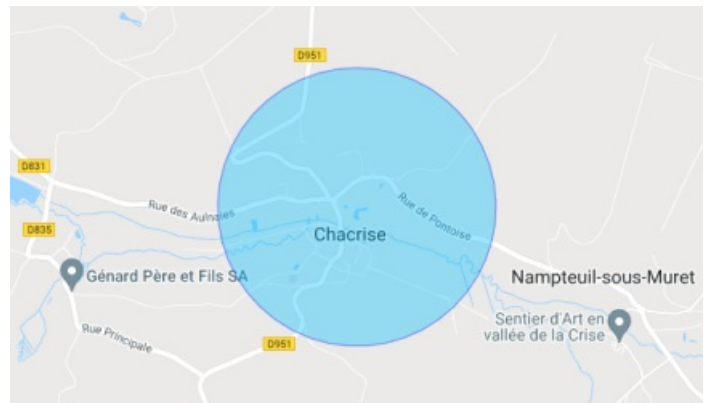 D951
D831
Rue des Aulnaies
Rue de Pontoise
D835
Chacrise
Génard Père et Fils SA
Nampteuil-sous-Muret
Sentier d'Art en
vallée de la Crise
Rue Principale
D951